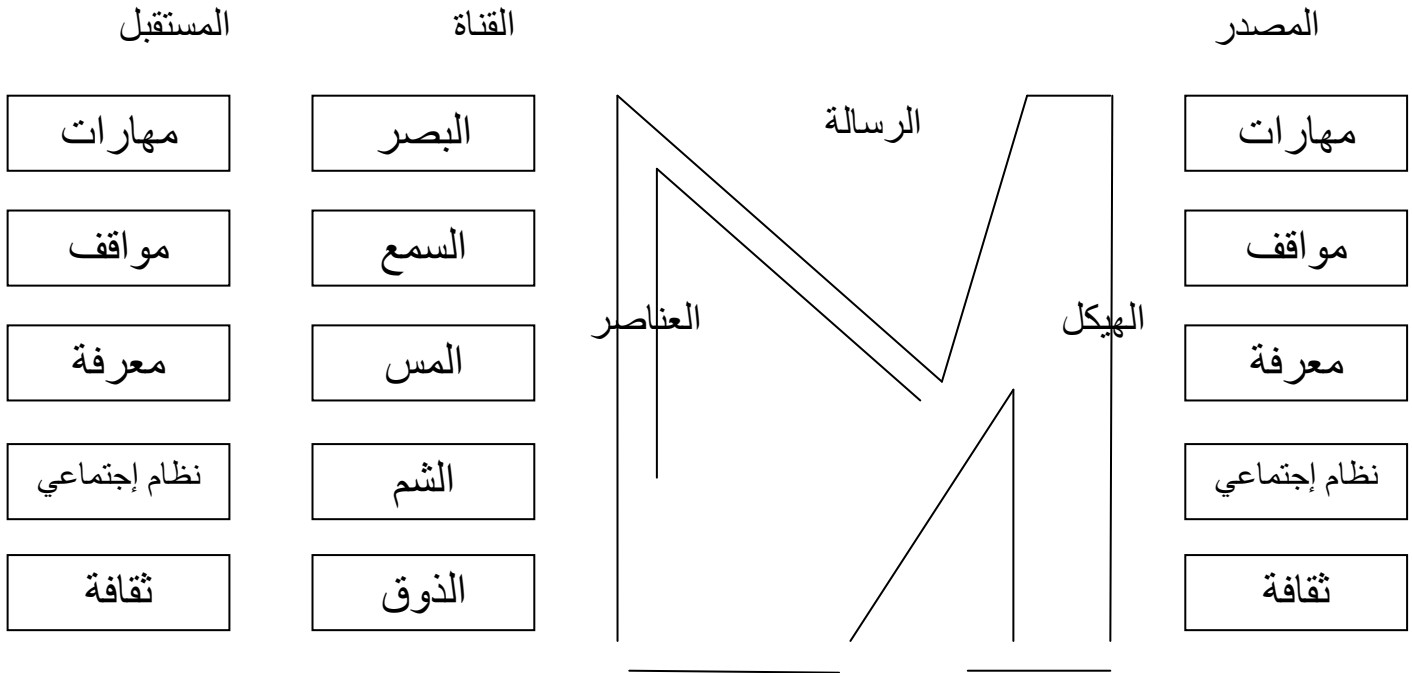 المصدر
الرسالة
القناة
المستقبل
مهارات
مواقف
معرفة
نظام إجتماعي
ثقافة
الهيكل
العناصر
البصر
السمع
المس
الشم
الذوق
مهارات
مواقف
معرفة
نظام إجتماعي
ثقافة